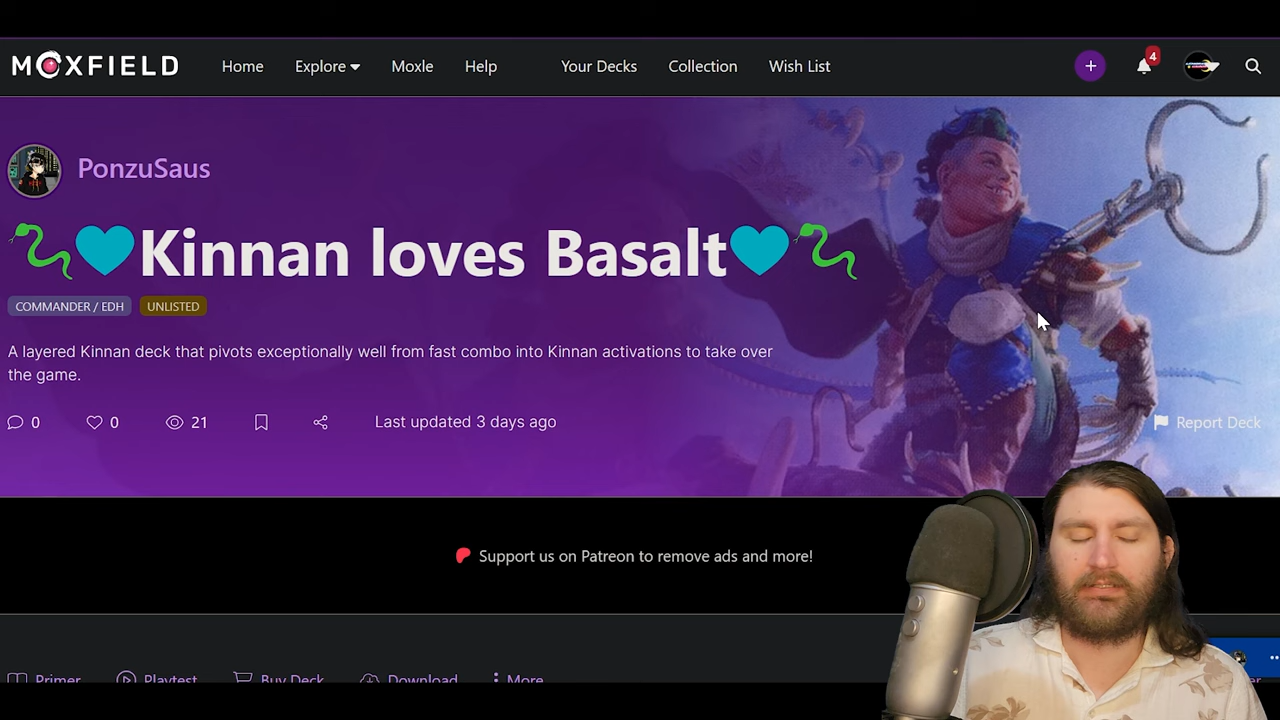 MOXFIELD Home Explore Moxle Help Your Decks Collection Wish List 4
PonzuSaus
Kinnan loves Basalt
COMMANDER / EDH UNLISTED
A layered Kinnan deck that pivots exceptionally well from fast combo into Kinnan activations to take over
the game.
0 0 21 Last updated 3 days ago Report Deck
Support us on Patreon to remove ads and more!
Primer Playtest Buy Deck Download More